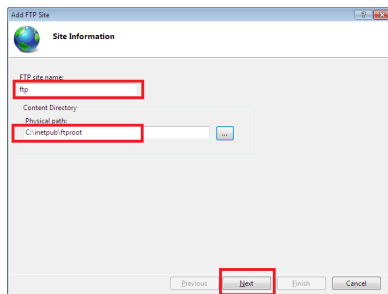 Add FTP Site
Site Information
FTP site name:
ftp
Content Directory
Physical path:
C:\inetpub\ftproot
...
Previous
Next
Finish
Cancel